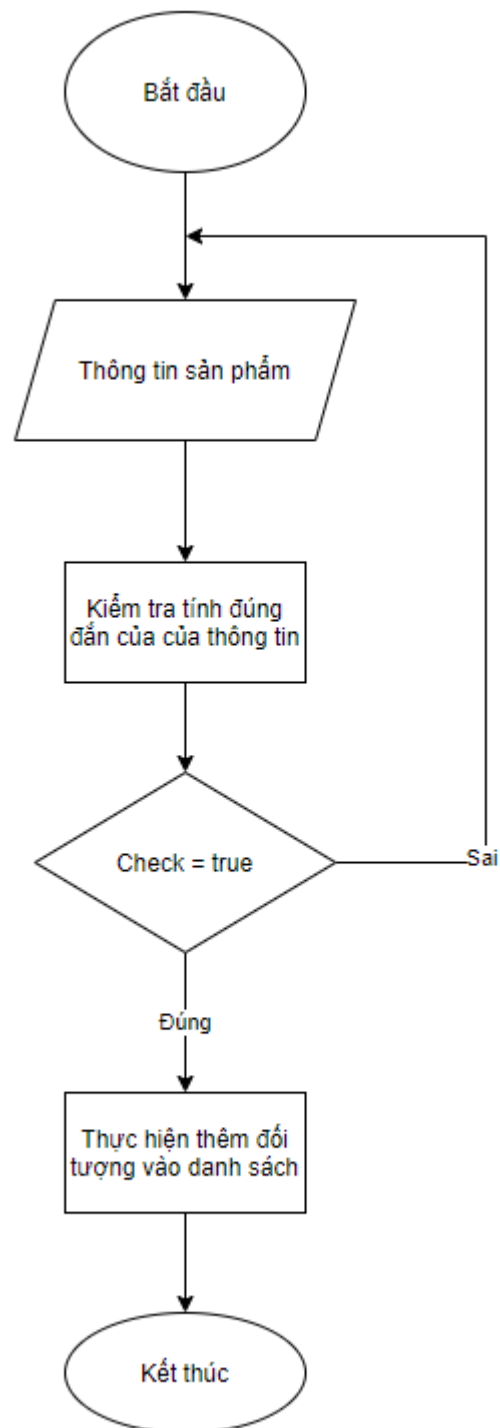 Bắt đầu
Thông tin sản phẩm
Kiểm tra tính đúng
đắn của của thông tin
Check = true
Sai
Đúng
Thực hiện thêm đối
tượng vào danh sách
Kết thúc